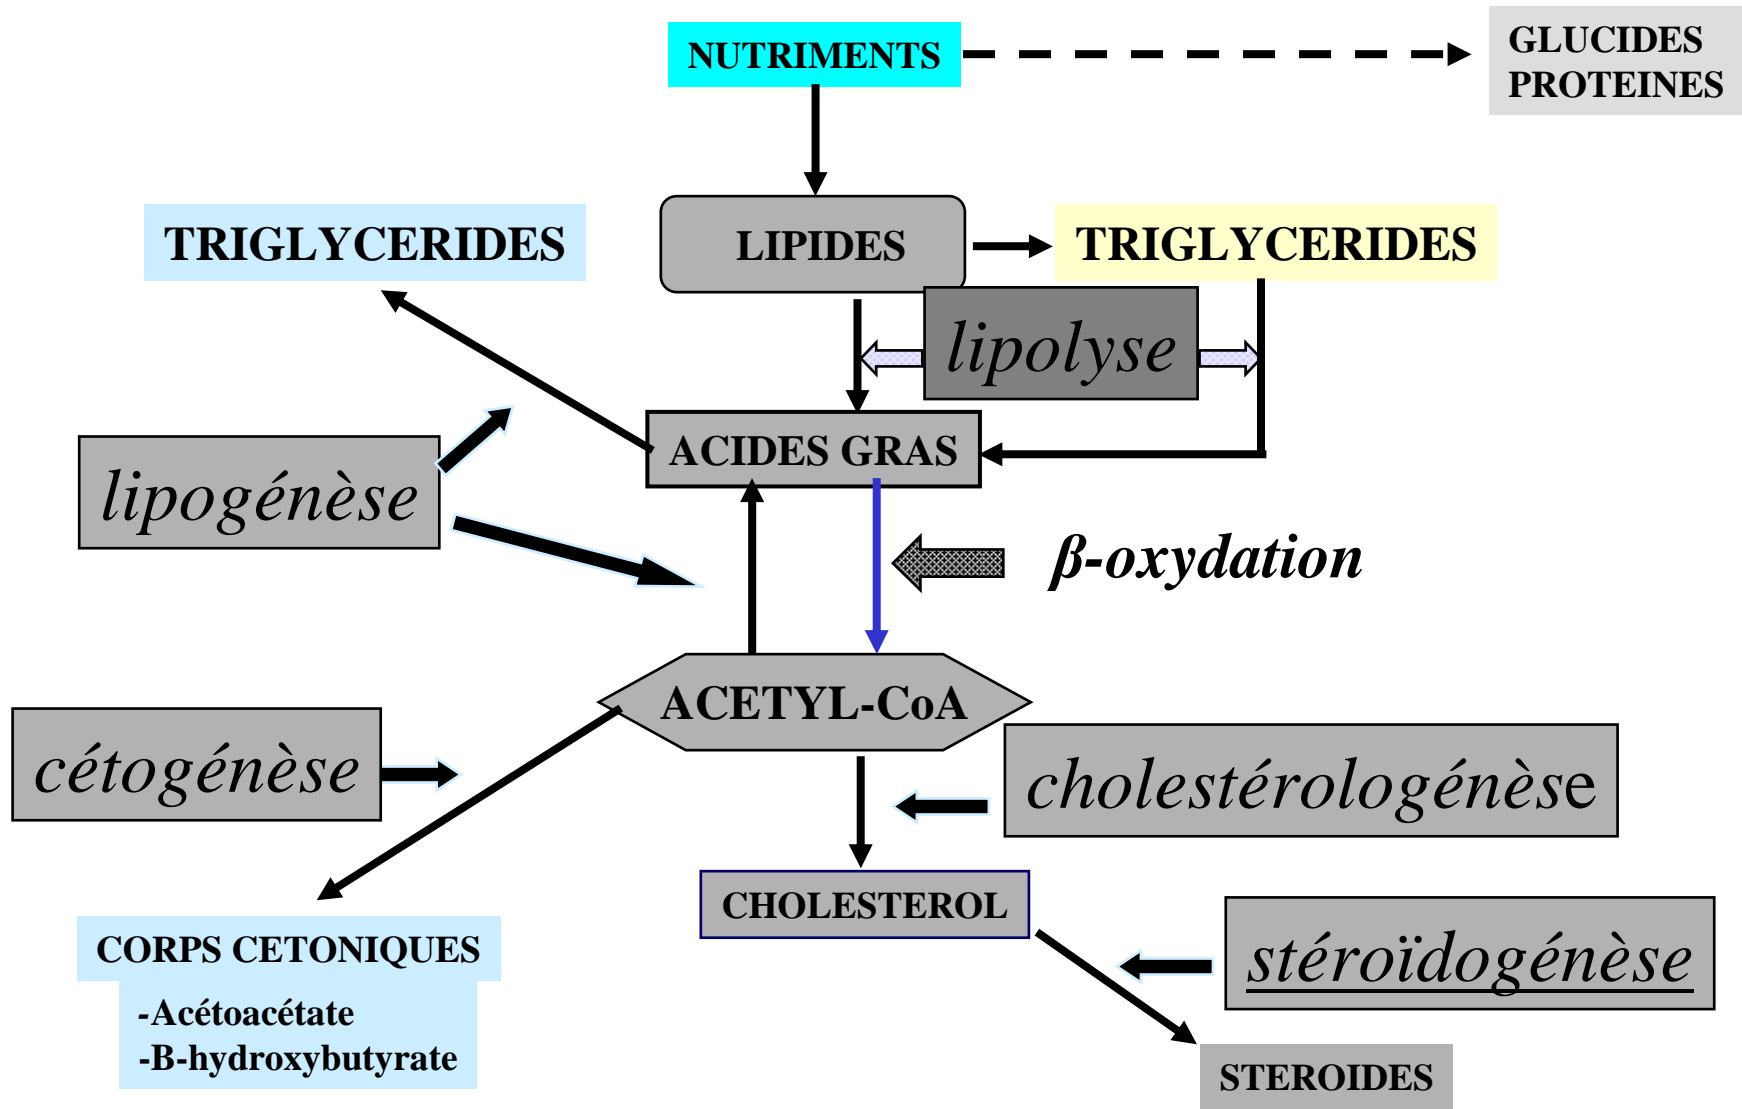 NUTRIMENTS
GLUCIDES
PROTEINES
TRIGLYCERIDES
LIPIDES
TRIGLYCERIDES
lipolyse
ACIDES GRAS
lipogénèse
β-oxydation
ACETYL-CoA
cétogénèse
cholestérologénèse
CHOLESTEROL
CORPS CETONIQUES
stéroïdogénèse
-Acétoacétate
-B-hydroxybutyrate
STEROIDES